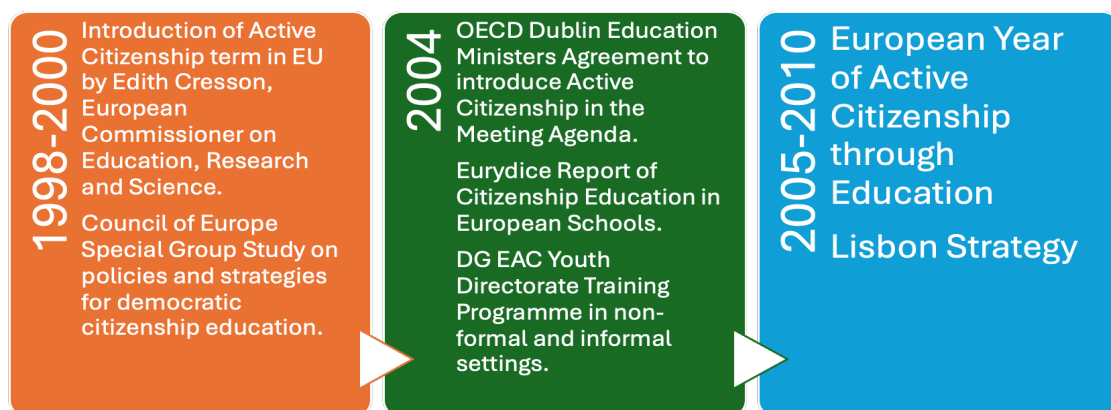 1998-2000
Introduction of Active
Citizenship term in EU
by Edith Cresson,
European
Commissioner on
Education, Research
and Science.
Council of Europe
Special Group Study on
policies and strategies
for democratic
citizenship education.
2004
OECD Dublin Education
Ministers Agreement to
introduce Active
Citizenship in the
Meeting Agenda.
Eurydice Report of
Citizenship Education in
European Schools.
DG EAC Youth
Directorate Training
Programme in non-
formal and informal
settings.
2005-2010
European Year
of Active
Citizenship
through
Education
Lisbon Strategy